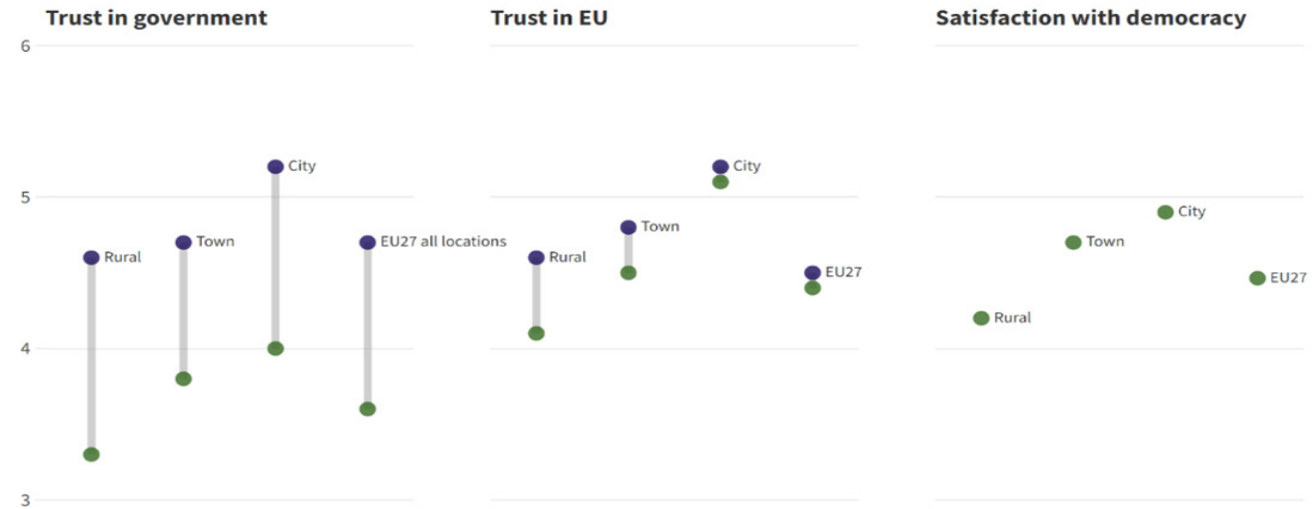 Trust in government
Trust in EU
Satisfaction with democracy
6
5
4
3
City
Town
Rural
EU27 all locations
City
Town
Rural
EU27
City
Town
EU27
Rural